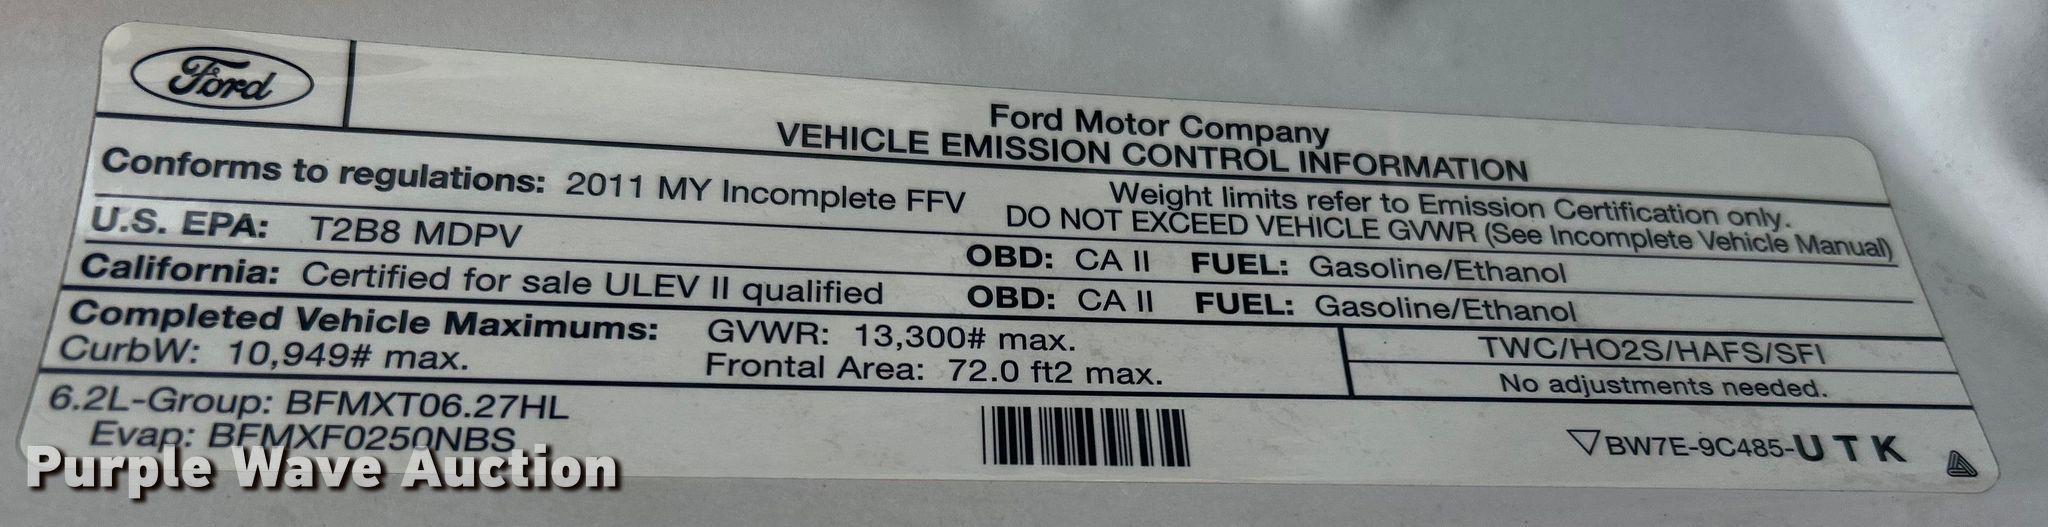 Ford
Ford Motor Company
VEHICLE EMISSION CONTROL INFORMATION
Conforms to regulations: 2011 MY Incomplete FFV
Weight limits refer to Emission Certification only.
DO NOT EXCEED VEHICLE GVWR (See Incomplete Vehicle Manual)
U.S. EPA: T2B8 MDPV OBD: CA II FUEL: Gasoline/Ethanol
California: Certified for sale ULEV II qualified OBD: CA II FUEL: Gasoline/Ethanol
Completed Vehicle Maximums: GVWR: 13,300# max.
CurbW: 10,949# max. Frontal Area: 72.0 ft2 max.
TWC/HO2S/HAFS/SFI
No adjustments needed.
6.2L-Group: BFMXT06.27HL
Evap: BFMXF0250NBS
BW7E-9C485-UTK
Purple Wave Auction